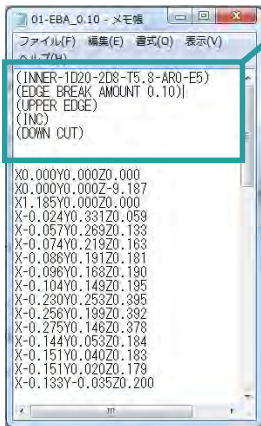 01-EBA_0.10 - メモ帳
ファイル(F) 編集(E) 書式(O) 表示(V)
ヘルプ(H)
(INNER-1D20-2D8-T5.8-AR0-E5)
(EDGE BREAK AMOUNT 0.10)
(UPPER EDGE)
(INC)
(DOWN CUT)
X0.000Y0.000Z0.000
X0.000Y0.000Z-9.187
X1.185Y0.000Z0.000
X-0.024Y0.331Z0.059
X-0.057Y0.269Z0.133
X-0.074Y0.219Z0.163
X-0.086Y0.191Z0.181
X-0.096Y0.168Z0.190
X-0.104Y0.149Z0.195
X-0.230Y0.253Z0.395
X-0.256Y0.199Z0.392
X-0.275Y0.146Z0.378
X-0.144Y0.053Z0.184
X-0.151Y0.040Z0.183
X-0.151Y0.020Z0.179
X-0.133Y-0.035Z0.200